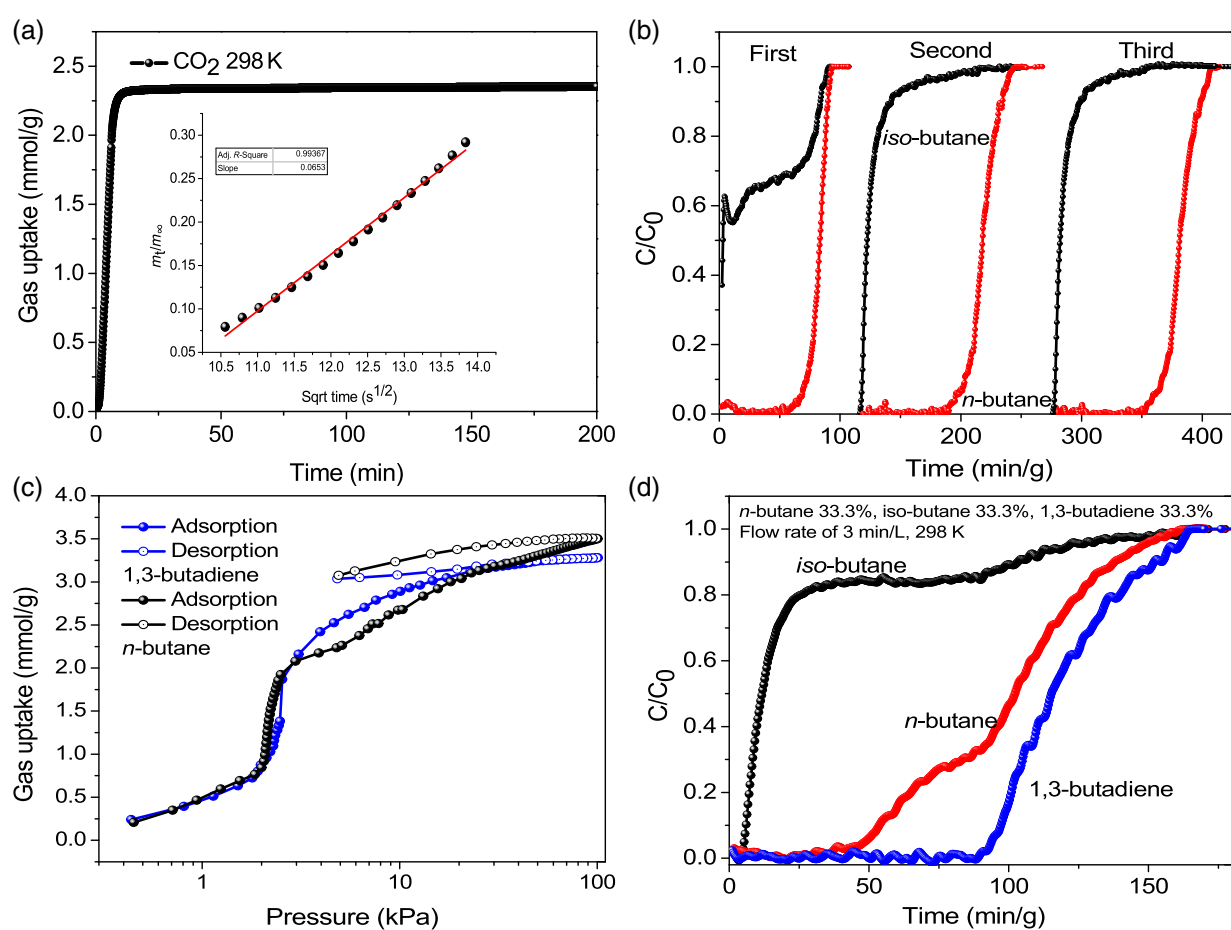 (a)
CO₂ 298 K
Gas uptake (mmol/g)
2.5
2.0
1.5
1.0
0.5
0.0
0
50
100
150
200
Time (min)
Adj. R-Square 0.99367
Slope 0.0653
mt/m∞
0.30
0.25
0.20
0.15
0.10
0.05
10.5 11.0 11.5 12.0 12.5 13.0 13.5 14.0
Sqrt time (s1/2)
(b)
First Second Third
iso-butane
n-butane
C/C0
1.0
0.8
0.6
0.4
0.2
0.0
0 100 200 300 400
Time (min/g)
(c)
Adsorption
Desorption
1,3-butadiene
Adsorption
Desorption
n-butane
Gas uptake (mmol/g)
4.0
3.5
3.0
2.5
2.0
1.5
1.0
0.5
0.0
1 10 100
Pressure (kPa)
(d)
n-butane 33.3%, iso-butane 33.3%, 1,3-butadiene 33.3%
Flow rate of 3 min/L, 298 K
iso-butane
n-butane
1,3-butadiene
C/C0
1.0
0.8
0.6
0.4
0.2
0.0
0 50 100 150
Time (min/g)